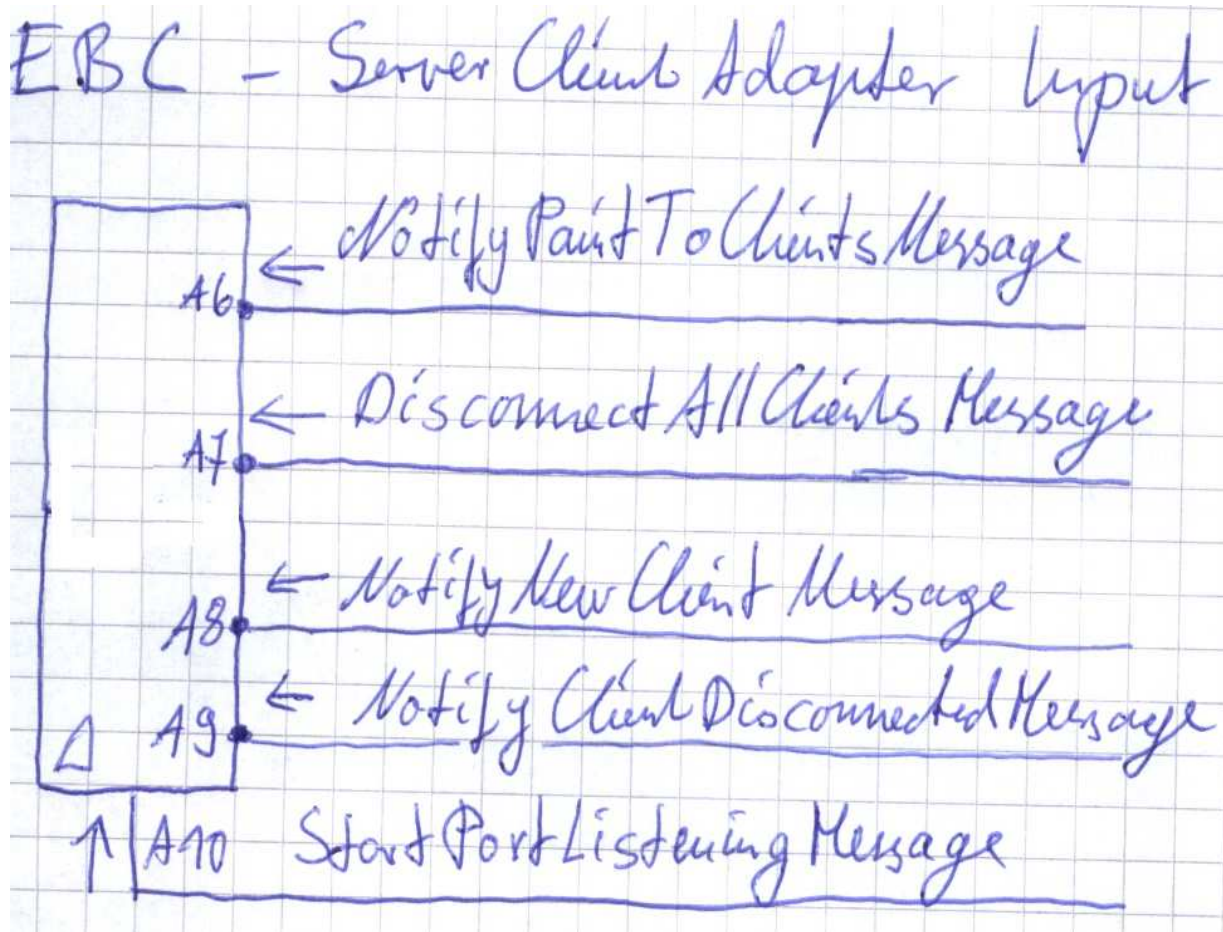 EBC - Server Client Adapter Input
← Notify Paint To Clients Message
A6
← Disconnect All Clients Message
A7
← Notify New Client Message
A8
← Notify Client Disconnected Message
A9
↑ A10 Start Port Listening Message